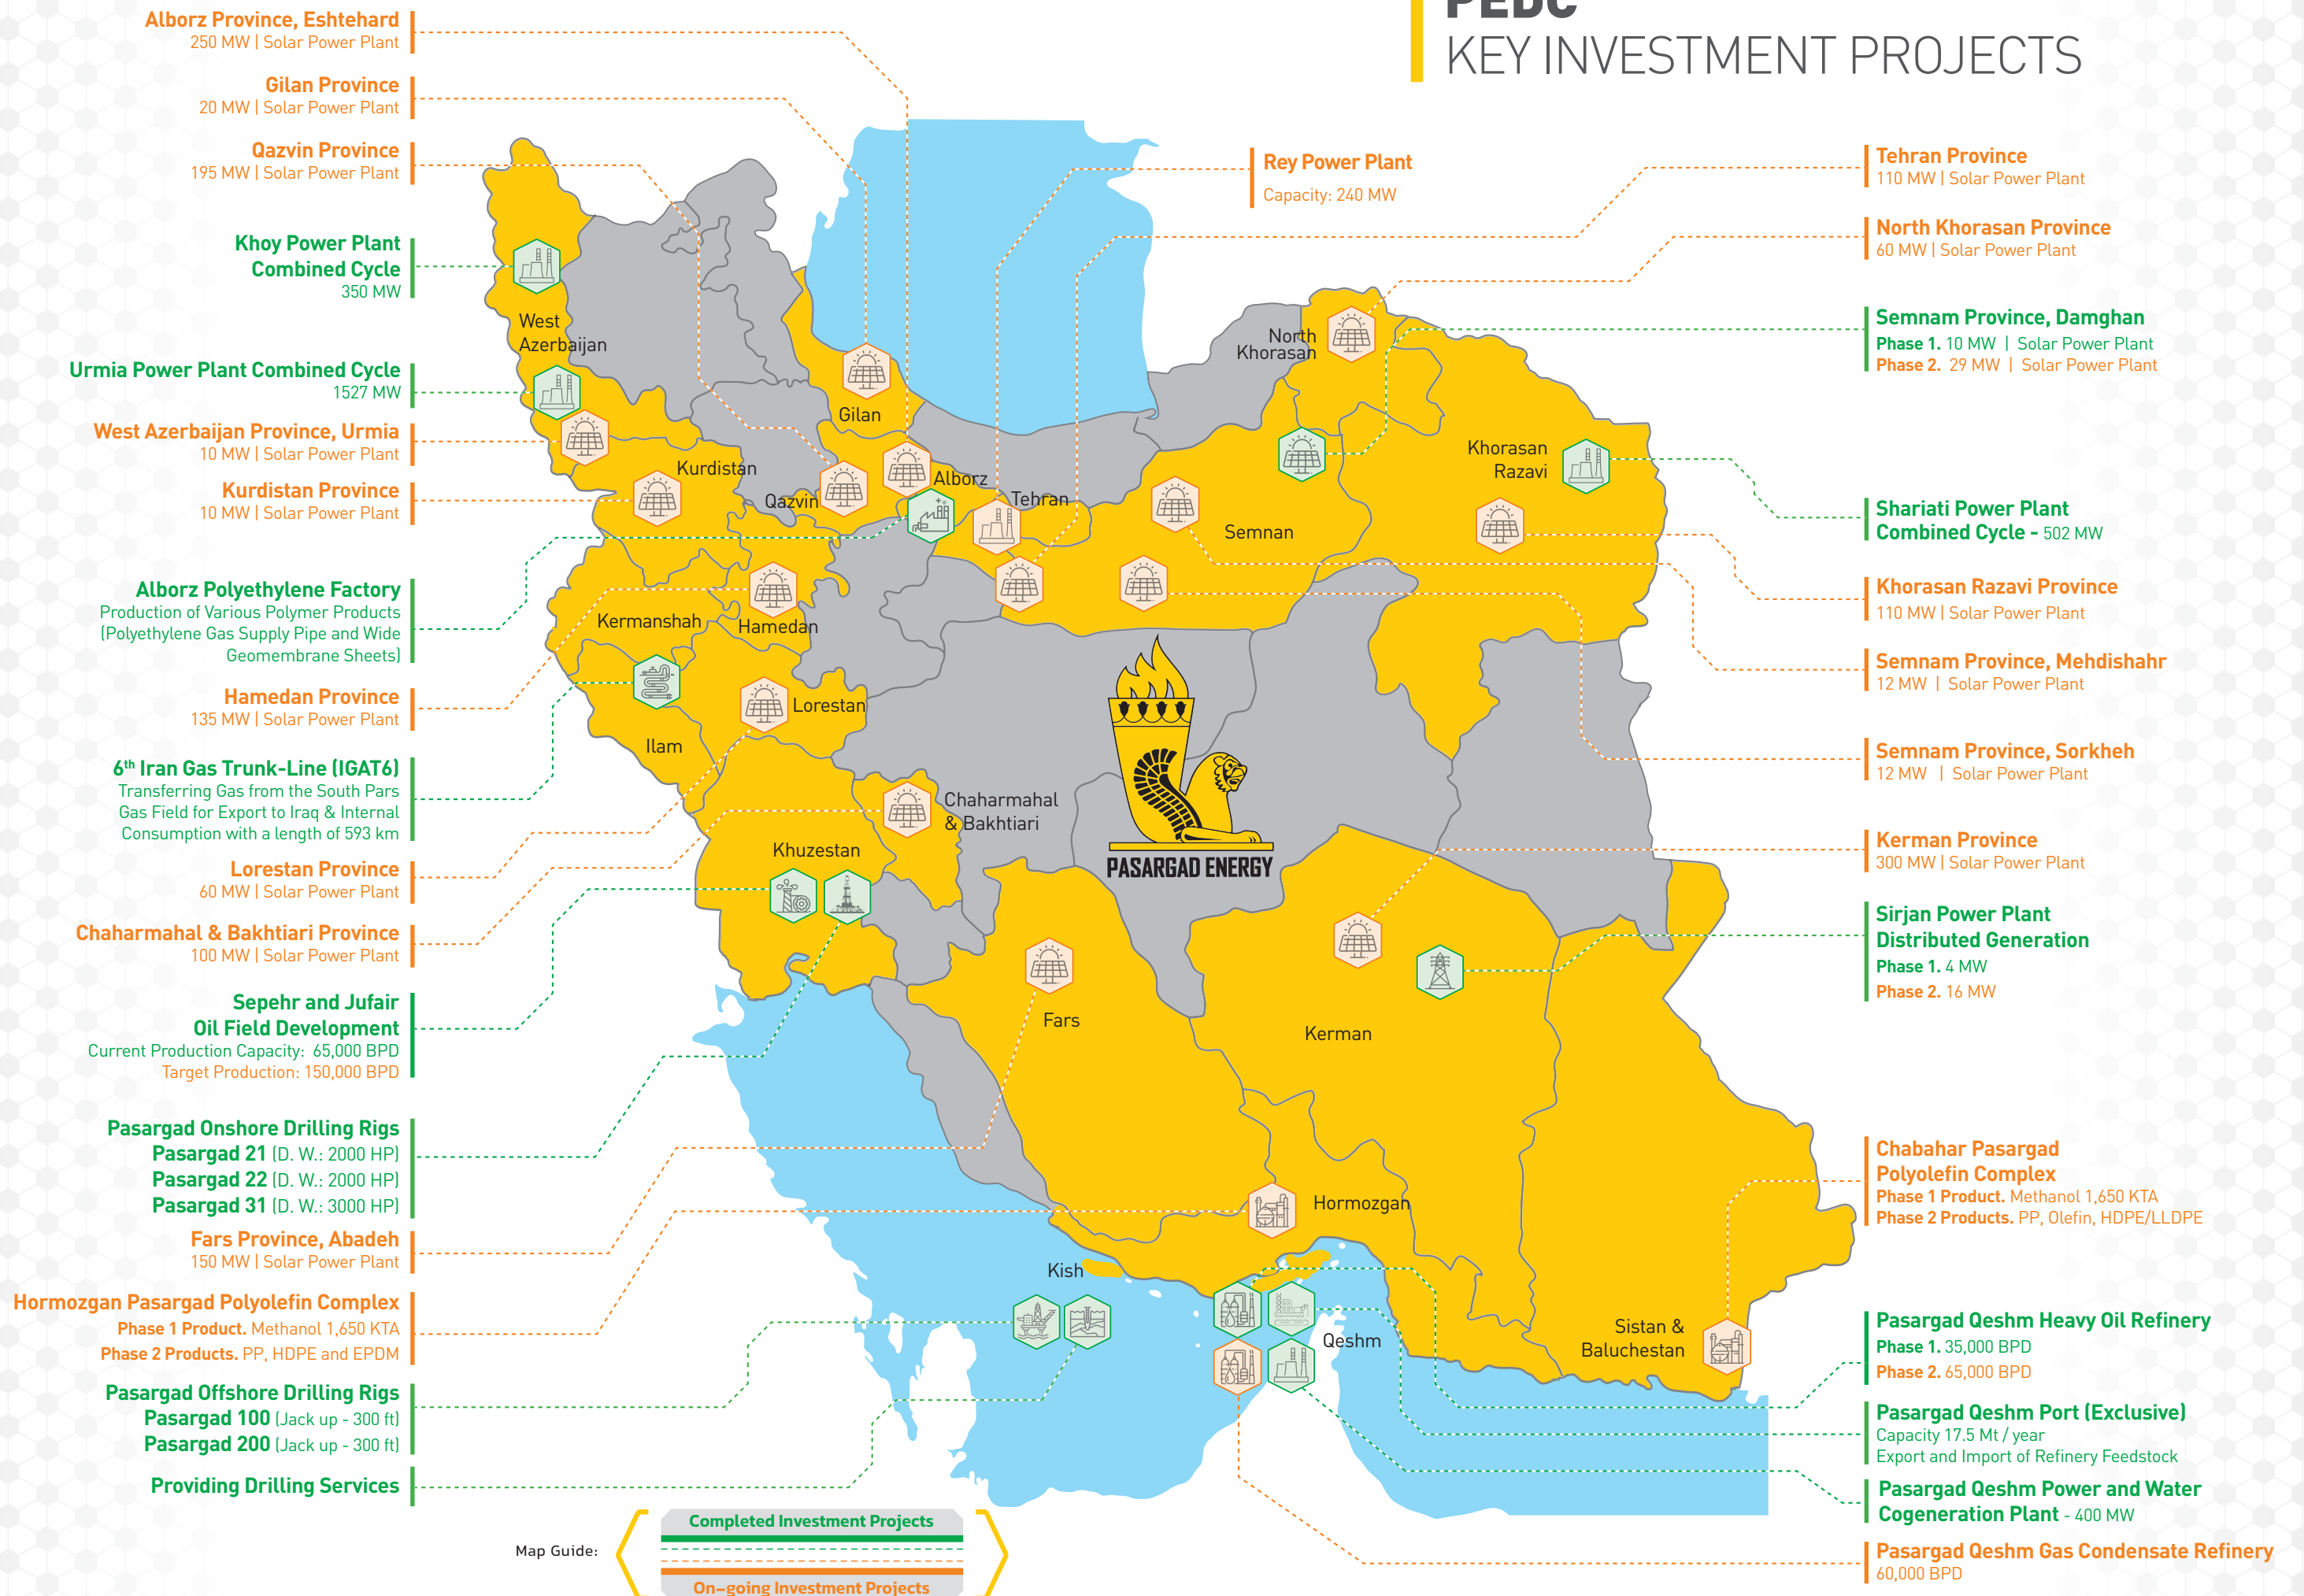 PEDC
KEY INVESTMENT PROJECTS
Alborz Province, Eshtehard
250 MW | Solar Power Plant
Gilan Province
20 MW | Solar Power Plant
Qazvin Province
195 MW | Solar Power Plant
Khoy Power Plant
Combined Cycle
350 MW
Urmia Power Plant Combined Cycle
1527 MW
West Azerbaijan Province, Urmia
10 MW | Solar Power Plant
Kurdistan Province
10 MW | Solar Power Plant
Alborz Polyethylene Factory
Production of Various Polymer Products
(Polyethylene Gas Supply Pipe and Wide
Geomembrane Sheets)
Hamedan Province
135 MW | Solar Power Plant
6th Iran Gas Trunk-Line (IGAT6)
Transferring Gas from the South Pars
Gas Field for Export to Iraq & Internal
Consumption with a length of 593 km
Lorestan Province
60 MW | Solar Power Plant
Chaharmahal & Bakhtiari Province
100 MW | Solar Power Plant
Sepehr and Jufair
Oil Field Development
Current Production Capacity: 65,000 BPD
Target Production: 150,000 BPD
Pasargad Onshore Drilling Rigs
Pasargad 21 (D. W.: 2000 HP)
Pasargad 22 (D. W.: 2000 HP)
Pasargad 31 (D. W.: 3000 HP)
Fars Province, Abadeh
150 MW | Solar Power Plant
Hormozgan Pasargad Polyolefin Complex
Phase 1 Product. Methanol 1,650 KTA
Phase 2 Products. PP, HDPE and EPDM
Pasargad Offshore Drilling Rigs
Pasargad 100 (Jack up - 300 ft)
Pasargad 200 (Jack up - 300 ft)
Providing Drilling Services
Rey Power Plant
Capacity: 240 MW
West
Azerbaijan
Gilan
Kurdistan
Qazvin
Alborz
Tehran
North
Khorasan
Khorasan
Razavi
Semnan
Kermanshah
Hamedan
Lorestan
Ilam
Chaharmahal
& Bakhtiari
Khuzestan
PASARGAD ENERGY
Fars
Kerman
Hormozgan
Kish
Qeshm
Sistan &
Baluchestan
Tehran Province
110 MW | Solar Power Plant
North Khorasan Province
60 MW | Solar Power Plant
Semnam Province, Damghan
Phase 1. 10 MW | Solar Power Plant
Phase 2. 29 MW | Solar Power Plant
Shariati Power Plant
Combined Cycle - 502 MW
Khorasan Razavi Province
110 MW | Solar Power Plant
Semnam Province, Mehdishahr
12 MW | Solar Power Plant
Semnam Province, Sorkheh
12 MW | Solar Power Plant
Kerman Province
300 MW | Solar Power Plant
Sirjan Power Plant
Distributed Generation
Phase 1. 4 MW
Phase 2. 16 MW
Chabahar Pasargad
Polyolefin Complex
Phase 1 Product. Methanol 1,650 KTA
Phase 2 Products. PP, Olefin, HDPE/LLDPE
Pasargad Qeshm Heavy Oil Refinery
Phase 1. 35,000 BPD
Phase 2. 65,000 BPD
Pasargad Qeshm Port (Exclusive)
Capacity 17.5 Mt / year
Export and Import of Refinery Feedstock
Pasargad Qeshm Power and Water
Cogeneration Plant - 400 MW
Pasargad Qeshm Gas Condensate Refinery
60,000 BPD
Map Guide:
Completed Investment Projects
On-going Investment Projects